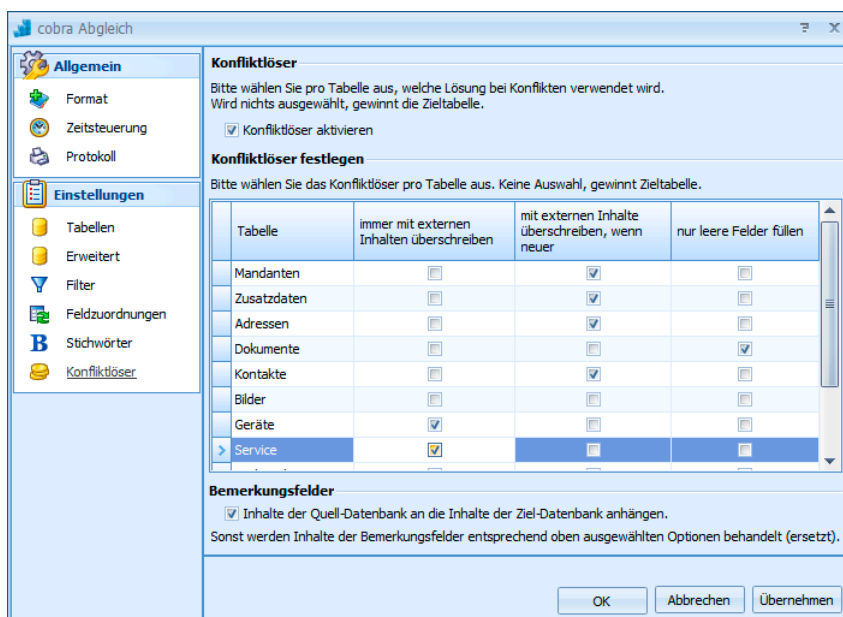 cobra Abgleich
Allgemein
Format
Zeitsteuerung
Protokoll
Einstellungen
Tabellen
Erweitert
Filter
Feldzuordnungen
B Stichwörter
Konfliktlöser
Konfliktlöser
Bitte wählen Sie pro Tabelle aus, welche Lösung bei Konflikten verwendet wird.
Wird nichts ausgewählt, gewinnt die Zieltabelle.
Konfliktlöser aktivieren
Konfliktlöser festlegen
Bitte wählen Sie das Konfliktlöser pro Tabelle aus. Keine Auswahl, gewinnt Zieltabelle.
Tabelle
immer mit externen
Inhalten überschreiben
mit externen Inhalte
überschreiben, wenn
neuer
nur leere Felder füllen
Mandanten
Zusatzdaten
Adressen
Dokumente
Kontakte
Bilder
Geräte
Service
Bemerkungsfelder
Inhalte der Quell-Datenbank an die Inhalte der Ziel-Datenbank anhängen.
Sonst werden Inhalte der Bemerkungsfelder entsprechend oben ausgewählten Optionen behandelt (ersetzt).
OK
Abbrechen
Übernehmen